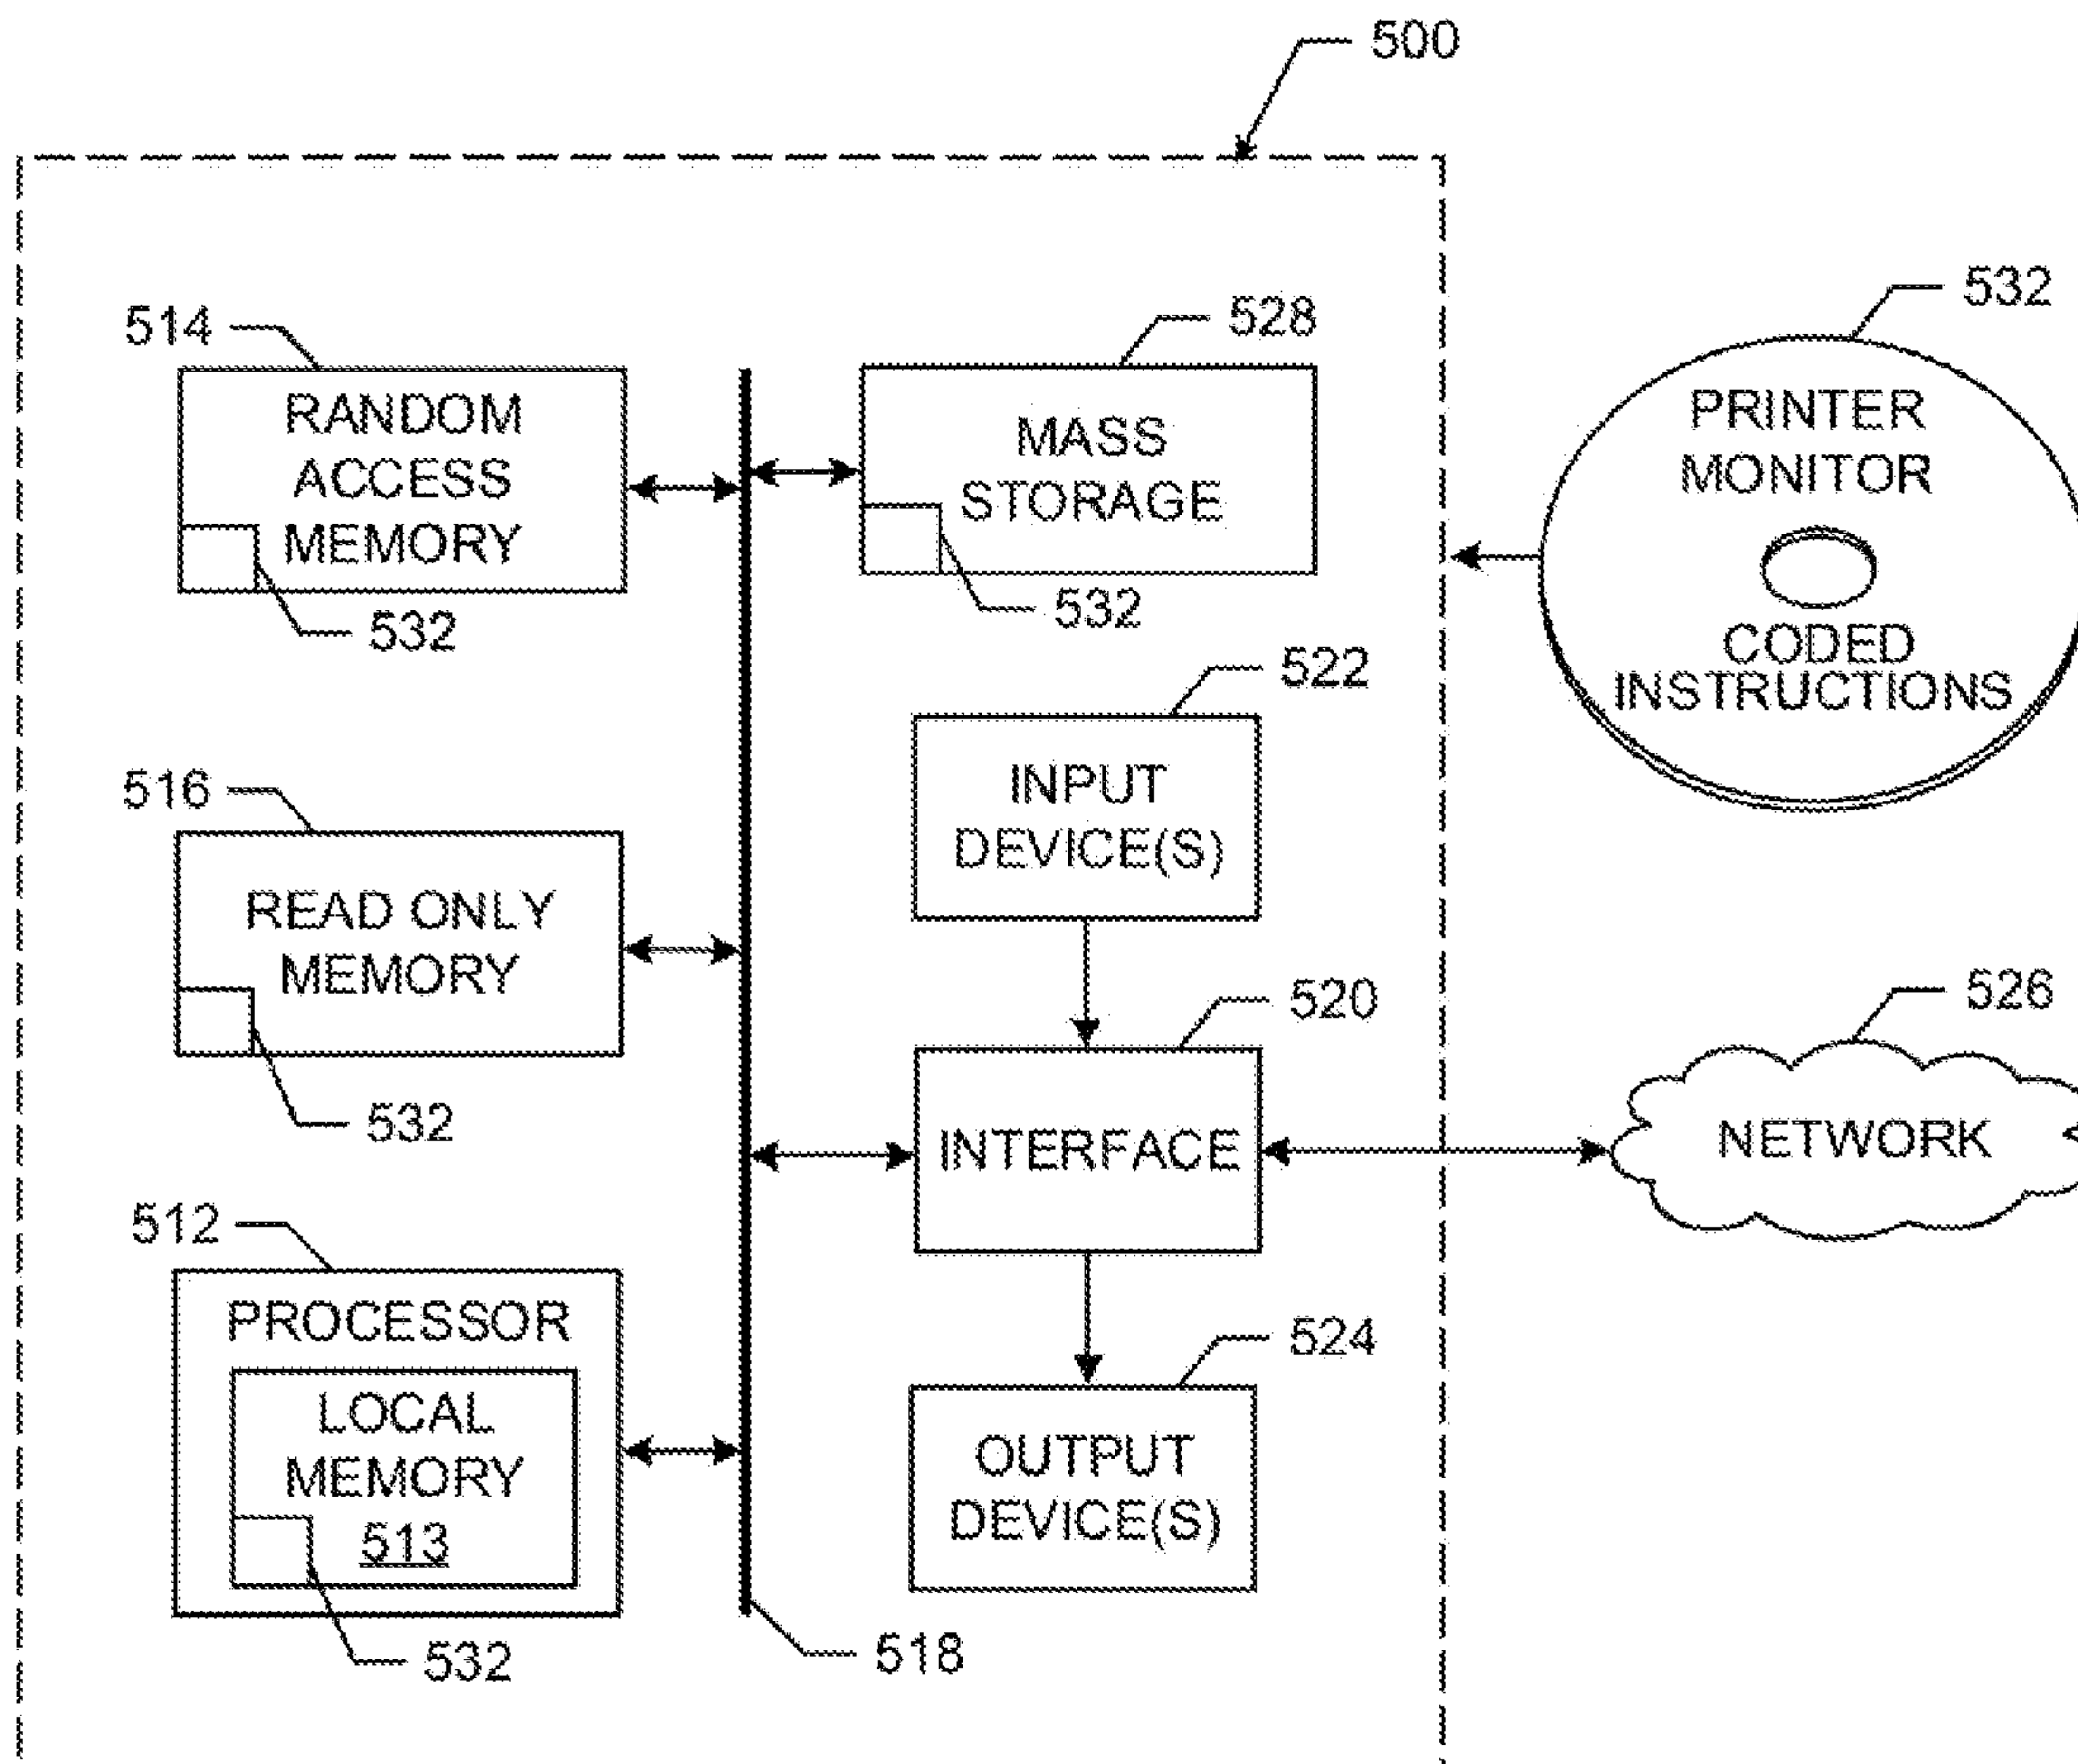 500
514
RANDOM
ACCESS
MEMORY
532
528
MASS
STORAGE
532
532
PRINTER
MONITOR
CODED
INSTRUCTIONS
522
INPUT
DEVICE(S)
516
READ ONLY
MEMORY
532
520
INTERFACE
526
NETWORK
512
PROCESSOR
LOCAL
MEMORY
513
532
524
OUTPUT
DEVICE(S)
518